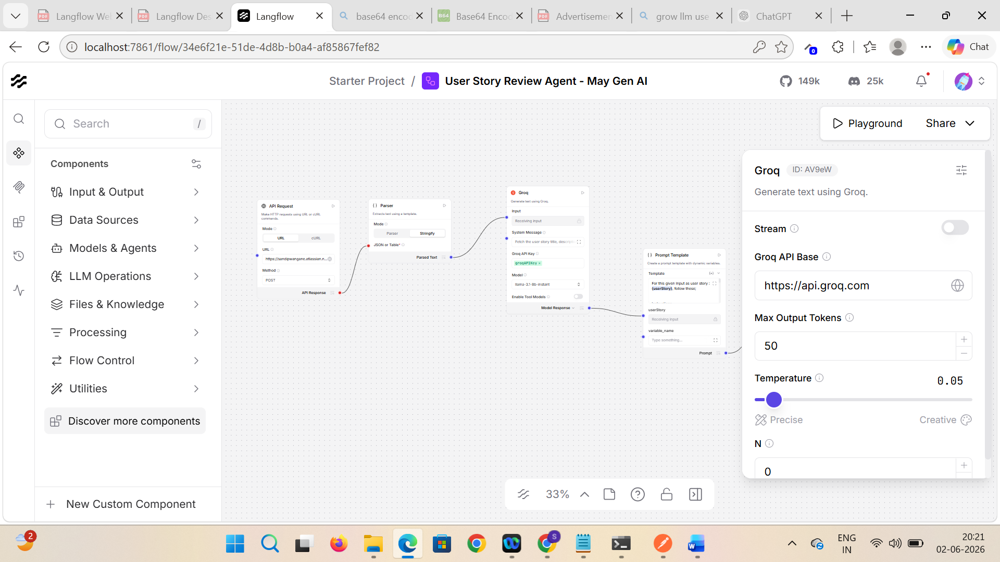 Langflow We
Langflow Des
Langflow
base64 encod
Base64 Encod
Advertisemen
grow llm use
ChatGPT
localhost:7861/flow/34e6f21e-51de-4d8b-b0a4-af85867fef82
0
Chat
Starter Project / User Story Review Agent - May Gen AI
149k
25k
Search
/
Playground
Share
Components
Input & Output
Data Sources
Models & Agents
LLM Operations
Files & Knowledge
Processing
Flow Control
Utilities
Discover more components
New Custom Component
API Request
Make HTTP requests using URL or cURL
commands.
Mode
URL
cURL
URL
https://sandipwangane.atlassian.n...
Method
POST
API Response
Parser
Extracts text using a template.
Mode
Parser
Stringify
JSON or Table*
Parsed Text
Groq
Generate text using Groq.
Input
Receiving input
System Message
Fetch the user story title, descripti
Groq API Key
groqAPIKey ×
Model
llama-3.1-8b-instant
Enable Tool Models
Model Response
Prompt Template
Create a prompt template with dynamic variables.
Template
For this given Input as user story :
{userStory}, follow these;
userStory
Receiving input
variable_name
Type something...
Prompt
Groq
ID: AV9eW
Generate text using Groq.
Stream
Groq API Base
https://api.groq.com
Max Output Tokens
50
Temperature
0.05
Precise
Creative
N
0
33%
2
B64
PDF
PDF
PDF
S
W
ENG
IN
20:21
02-06-2026